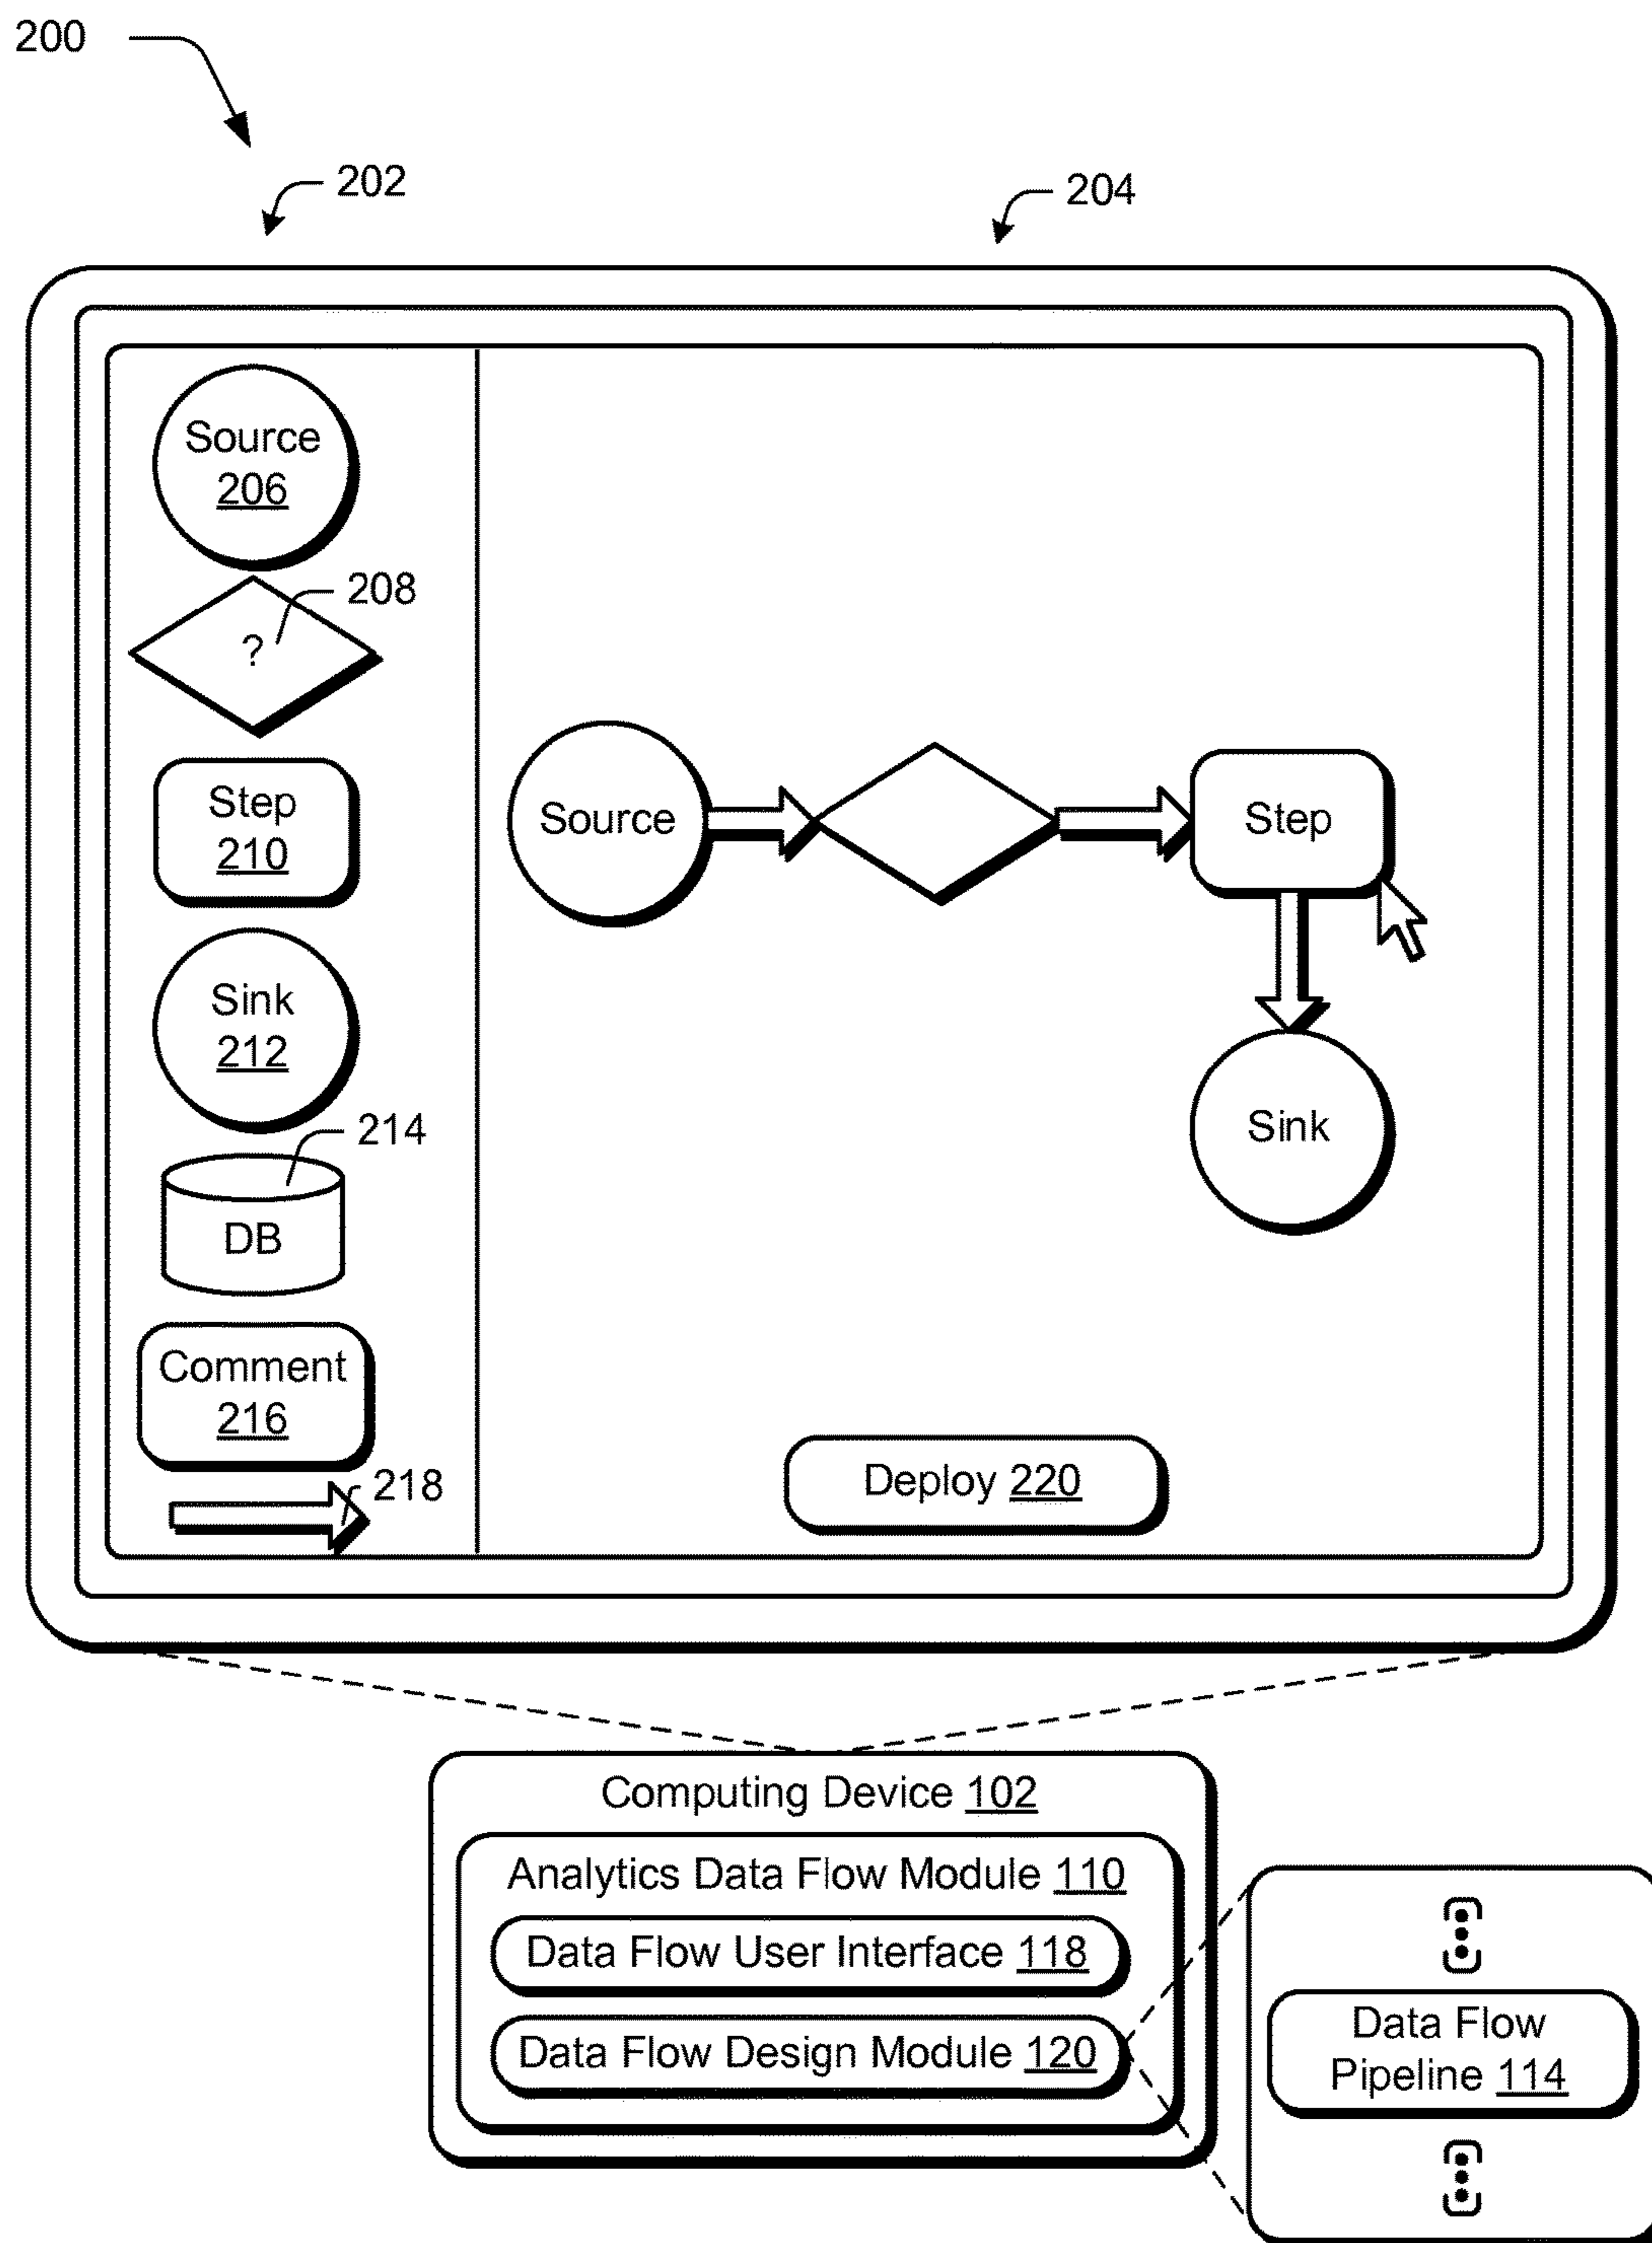 200
202
204
Source
206
208
?
Step
210
Sink
212
214
DB
Comment
216
218
Source
Step
Sink
Deploy 220
Computing Device 102
Analytics Data Flow Module 110
Data Flow User Interface 118
Data Flow Design Module 120
Data Flow
Pipeline 114